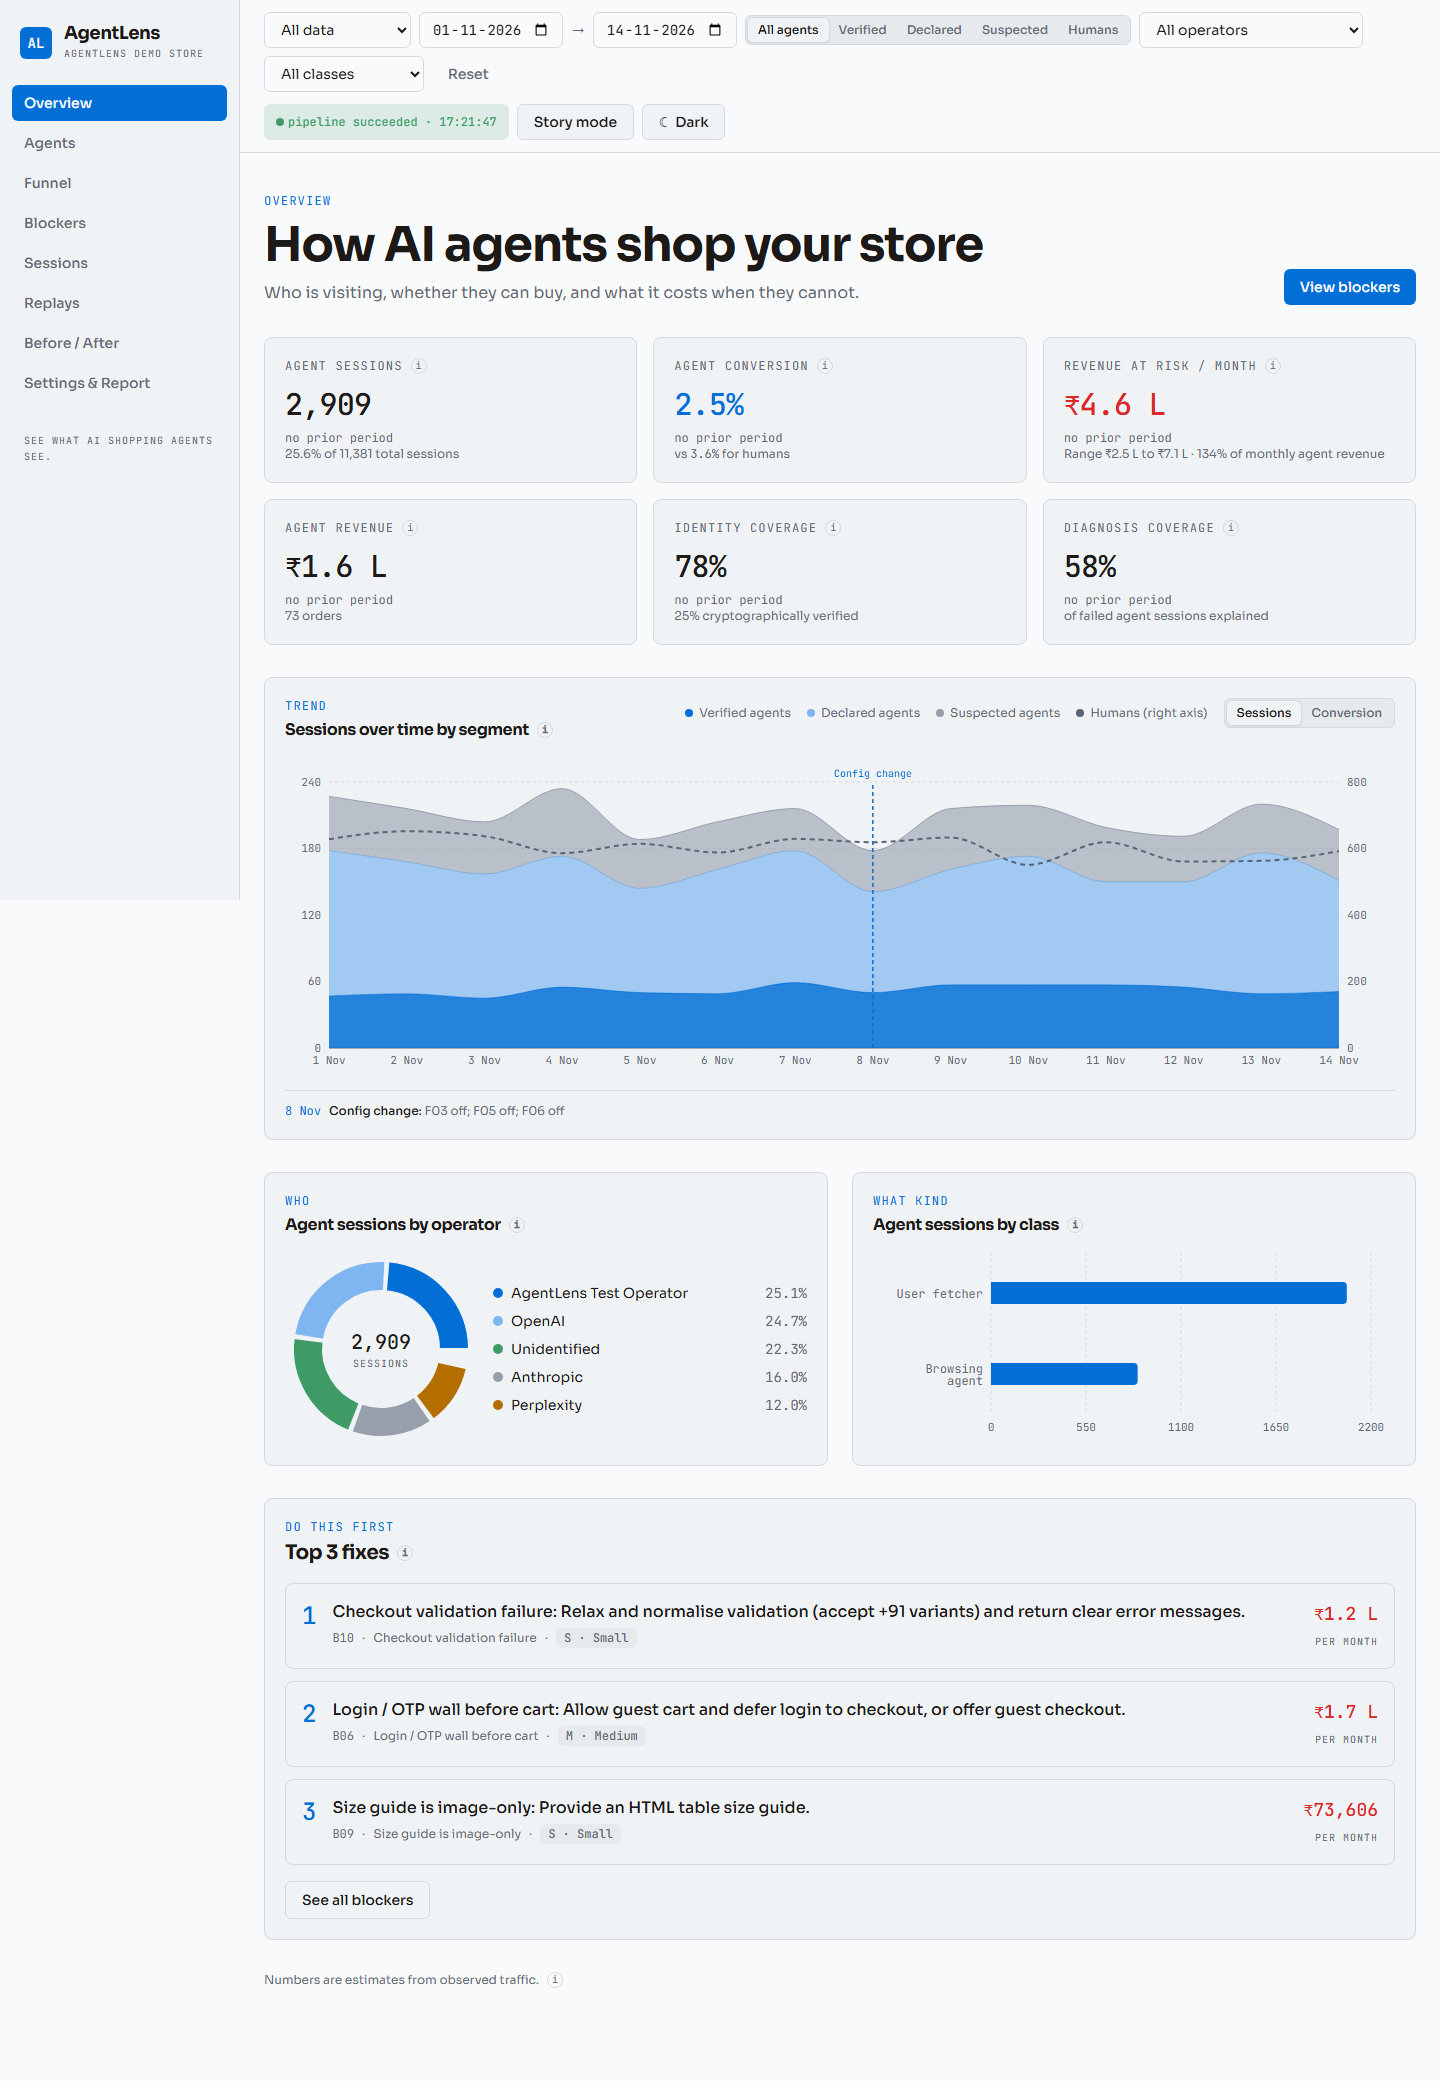 AL
AgentLens
AGENTLENS DEMO STORE
Overview
Agents
Funnel
Blockers
Sessions
Replays
Before / After
Settings & Report
SEE WHAT AI SHOPPING AGENTS
SEE.
All data
01-11-2026 → 14-11-2026
All agents Verified Declared Suspected Humans
All operators
All classes
Reset
pipeline succeeded · 17:21:47
Story mode
☾ Dark
OVERVIEW
How AI agents shop your store
Who is visiting, whether they can buy, and what it costs when they cannot.
View blockers
AGENT SESSIONS i
2,909
no prior period
25.6% of 11,381 total sessions
AGENT CONVERSION i
2.5%
no prior period
vs 3.6% for humans
REVENUE AT RISK / MONTH i
₹4.6 L
no prior period
Range ₹2.5 L to ₹7.1 L · 134% of monthly agent revenue
AGENT REVENUE i
₹1.6 L
no prior period
73 orders
IDENTITY COVERAGE i
78%
no prior period
25% cryptographically verified
DIAGNOSIS COVERAGE i
58%
no prior period
of failed agent sessions explained
TREND
Sessions over time by segment i
Verified agents Declared agents Suspected agents Humans (right axis)
Sessions Conversion
Config change
240 800
180 600
120 400
60 200
0 0
1 Nov 2 Nov 3 Nov 4 Nov 5 Nov 6 Nov 7 Nov 8 Nov 9 Nov 10 Nov 11 Nov 12 Nov 13 Nov 14 Nov
8 Nov Config change: F03 off; F05 off; F06 off
WHO
Agent sessions by operator i
2,909
SESSIONS
AgentLens Test Operator 25.1%
OpenAI 24.7%
Unidentified 22.3%
Anthropic 16.0%
Perplexity 12.0%
WHAT KIND
Agent sessions by class i
User fetcher
Browsing
agent
0 550 1100 1650 2200
DO THIS FIRST
Top 3 fixes i
1 Checkout validation failure: Relax and normalise validation (accept +91 variants) and return clear error messages.
B10 · Checkout validation failure · S · Small
₹1.2 L
PER MONTH
2 Login / OTP wall before cart: Allow guest cart and defer login to checkout, or offer guest checkout.
B06 · Login / OTP wall before cart · M · Medium
₹1.7 L
PER MONTH
3 Size guide is image-only: Provide an HTML table size guide.
B09 · Size guide is image-only · S · Small
₹73,606
PER MONTH
See all blockers
Numbers are estimates from observed traffic. i